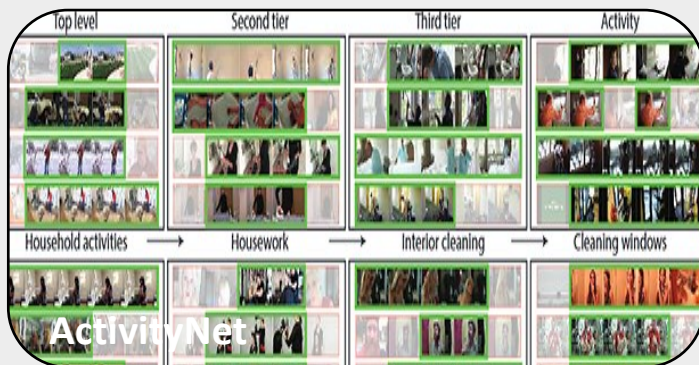 Top level Second tier Third tier Activity
Household activities → Housework → Interior cleaning → Cleaning windows
ActivityNet